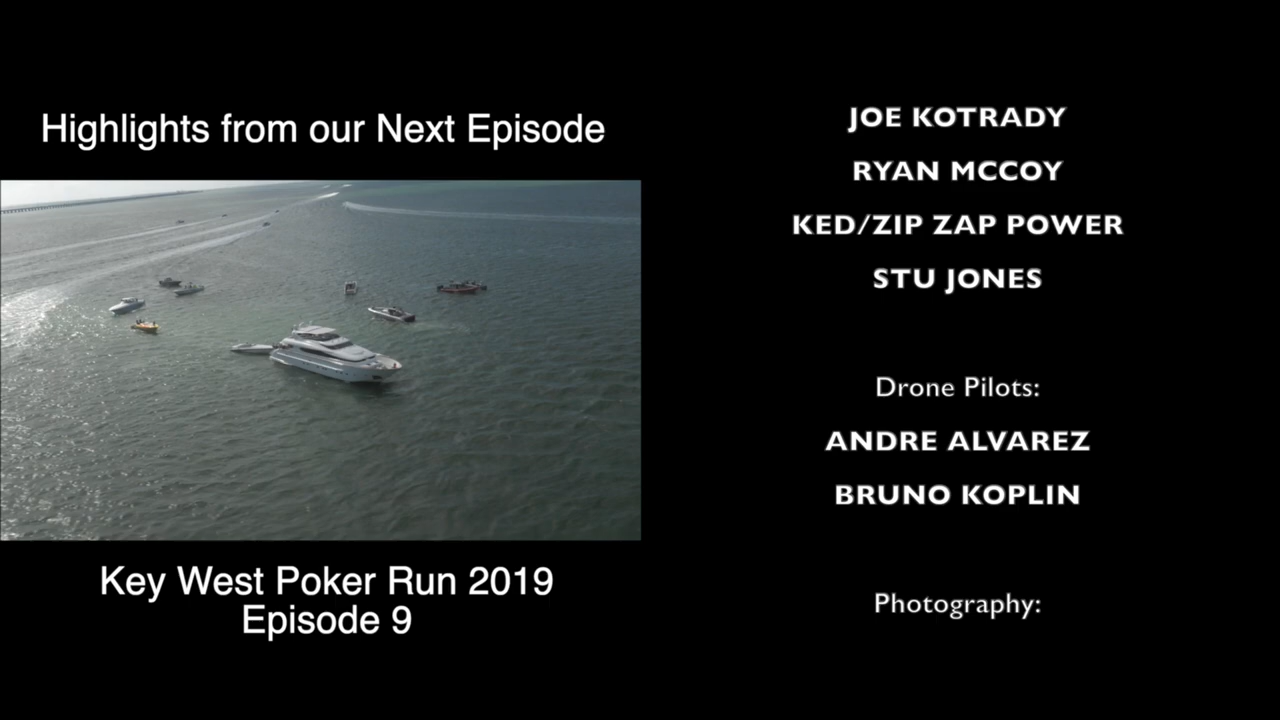 Highlights from our Next Episode
Key West Poker Run 2019
Episode 9
JOE KOTRADY
RYAN MCCOY
KED/ZIP ZAP POWER
STU JONES
Drone Pilots:
ANDRE ALVAREZ
BRUNO KOPLIN
Photography: